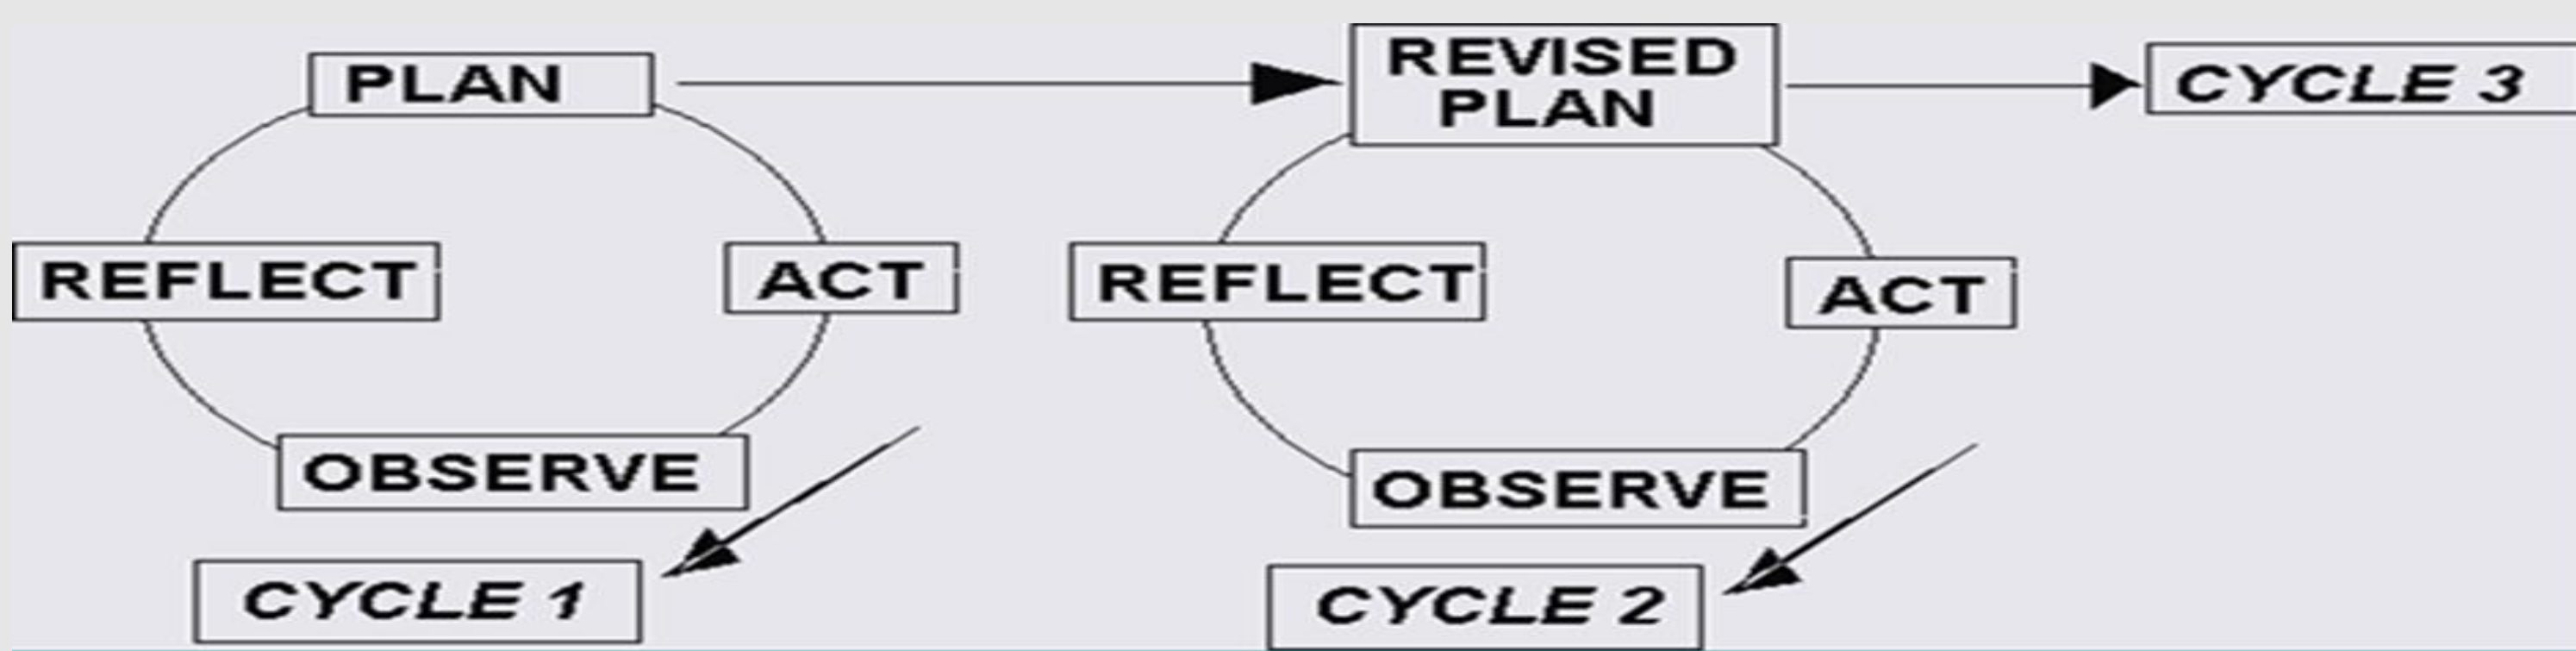 PLAN
REVISED
PLAN
CYCLE 3
REFLECT
ACT
REFLECT
ACT
OBSERVE
OBSERVE
CYCLE 1
CYCLE 2